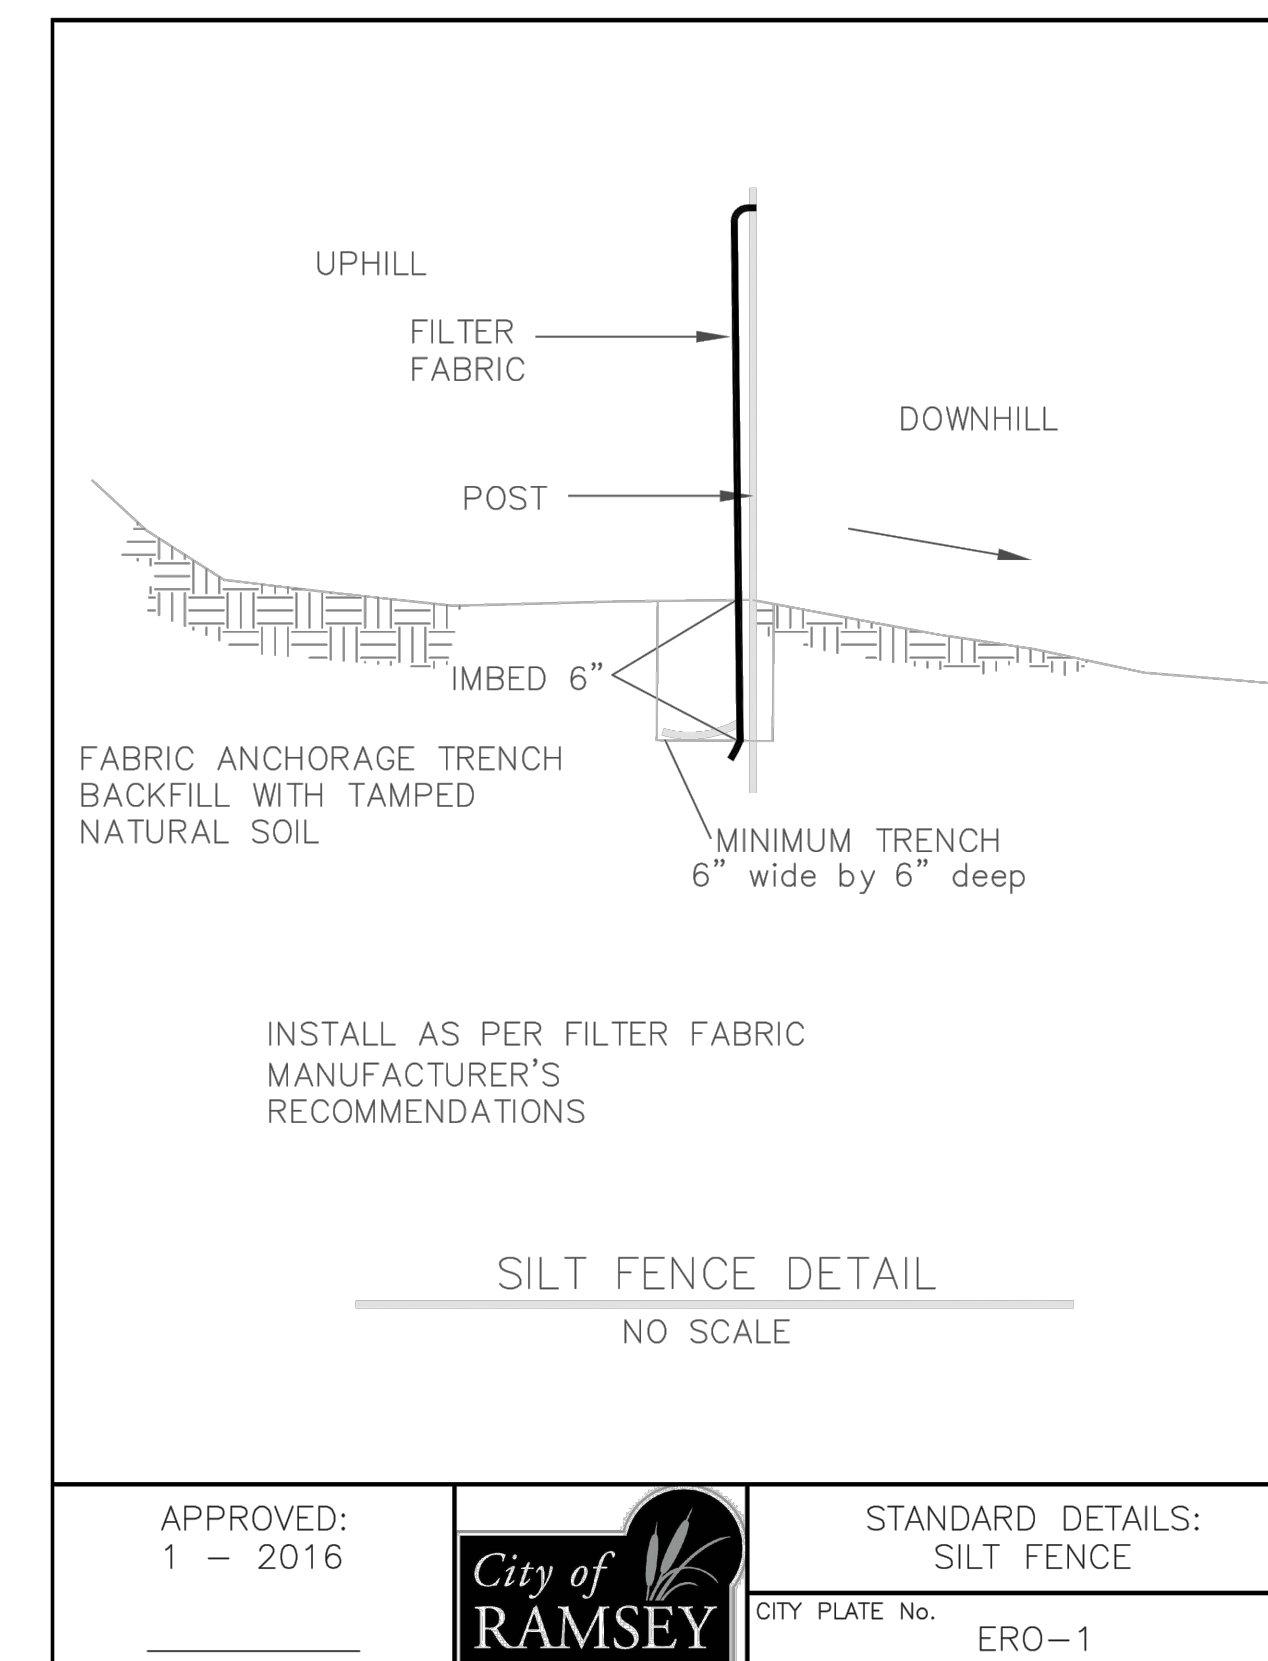 UPHILL
FILTER
FABRIC
DOWNHILL
POST
IMBED 6”
FABRIC ANCHORAGE TRENCH
BACKFILL WITH TAMPED
NATURAL SOIL
MINIMUM TRENCH
6” wide by 6” deep
INSTALL AS PER FILTER FABRIC
MANUFACTURER’S
RECOMMENDATIONS
SILT FENCE DETAIL
NO SCALE
APPROVED:
1 – 2016
City of
RAMSEY
STANDARD DETAILS:
SILT FENCE
CITY PLATE No.
ERO–1